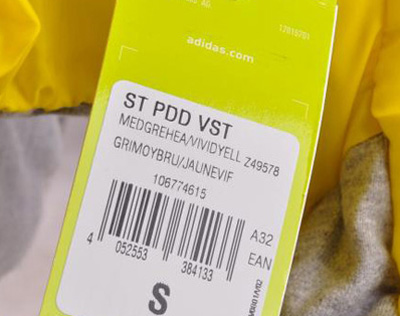 adidas.com
ST PDD VST
MEDGREHEA/VIVIDYELL Z49578
GRIMOYBRU/JAUNEVIF
106774615
A32
EAN
4 052553 384133
S